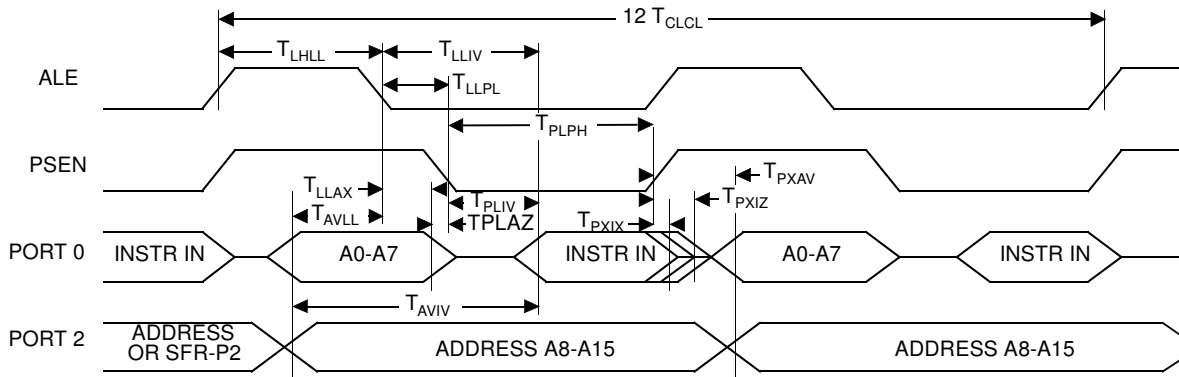 12 TCLCL
TLHLL TLLIV
ALE TLLPL
TPLPH
PSEN
TLLAX TPLIV TPXAV
TAVLL TPLAZ TPXIX TPXIZ
PORT 0 INSTR IN A0-A7 INSTR IN A0-A7 INSTR IN
TAVIV
PORT 2 ADDRESS OR SFR-P2 ADDRESS A8-A15 ADDRESS A8-A15